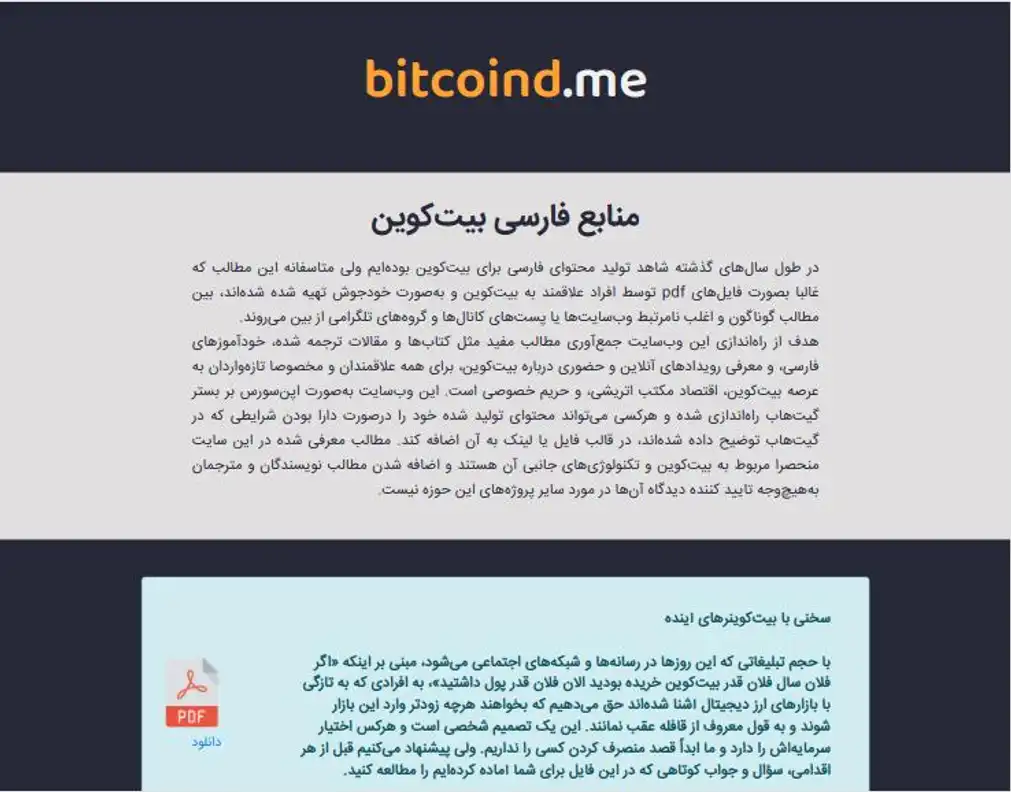 bitcoind.me
منابع فارسی بیت‌کوین
در طول سال‌های گذشته شاهد تولید محتوای فارسی برای بیت‌کوین بوده‌ایم ولی متاسفانه این مطالب که
غالبا بصورت فایل‌های pdf توسط افراد علاقمند به بیت‌کوین و به‌صورت خودجوش تهیه شده شده‌اند، بین
مطالب گوناگون و اغلب نامرتبط وب‌سایت‌ها یا پست‌های کانال‌ها و گروه‌های تلگرامی از بین می‌روند.
هدف از راه‌اندازی این وب‌سایت جمع‌آوری مطالب مفید مثل کتاب‌ها و مقالات ترجمه شده، خودآموزهای
فارسی، و معرفی رویدادهای آنلاین و حضوری درباره بیت‌کوین، برای همه علاقمندان و مخصوصا تازه‌واردان به
عرصه بیت‌کوین، اقتصاد مکتب اتریشی، و حریم خصوصی است. این وب‌سایت به‌صورت اپن‌سورس بر بستر
گیت‌هاب راه‌اندازی شده و هرکسی می‌تواند محتوای تولید شده خود را درصورت دارا بودن شرایطی که در
گیت‌هاب توضیح داده شده‌اند، در قالب فایل یا لینک به آن اضافه کند. مطالب معرفی شده در این سایت
منحصرا مربوط به بیت‌کوین و تکنولوژی‌های جانبی آن هستند و اضافه شدن مطالب نویسندگان و مترجمان
به‌هیچ‌وجه تایید کننده دیدگاه آن‌ها در مورد سایر پروژه‌های این حوزه نیست.
سخنی با بیت‌کوینرهای اینده
با حجم تبلیغاتی که این روزها در رسانه‌ها و شبکه‌های اجتماعی می‌شود، مبنی بر اینکه «اگر
فلان سال فلان قدر بیت‌کوین خریده بودید الان فلان قدر پول داشتید»، به افرادی که به تازگی
با بازارهای ارز دیجیتال اشنا شده‌اند حق می‌دهیم که بخواهند هرچه زودتر وارد این بازار
شوند و به قول معروف از قافله عقب نمانند. این یک تصمیم شخصی است و هرکس اختیار
سرمایه‌اش را دارد و ما ابداً قصد منصرف کردن کسی را نداریم. ولی پیشنهاد می‌کنیم قبل از هر
اقدامی، سؤال و جواب کوتاهی که در این فایل برای شما اماده کرده‌ایم را مطالعه کنید.
PDF
دانلود